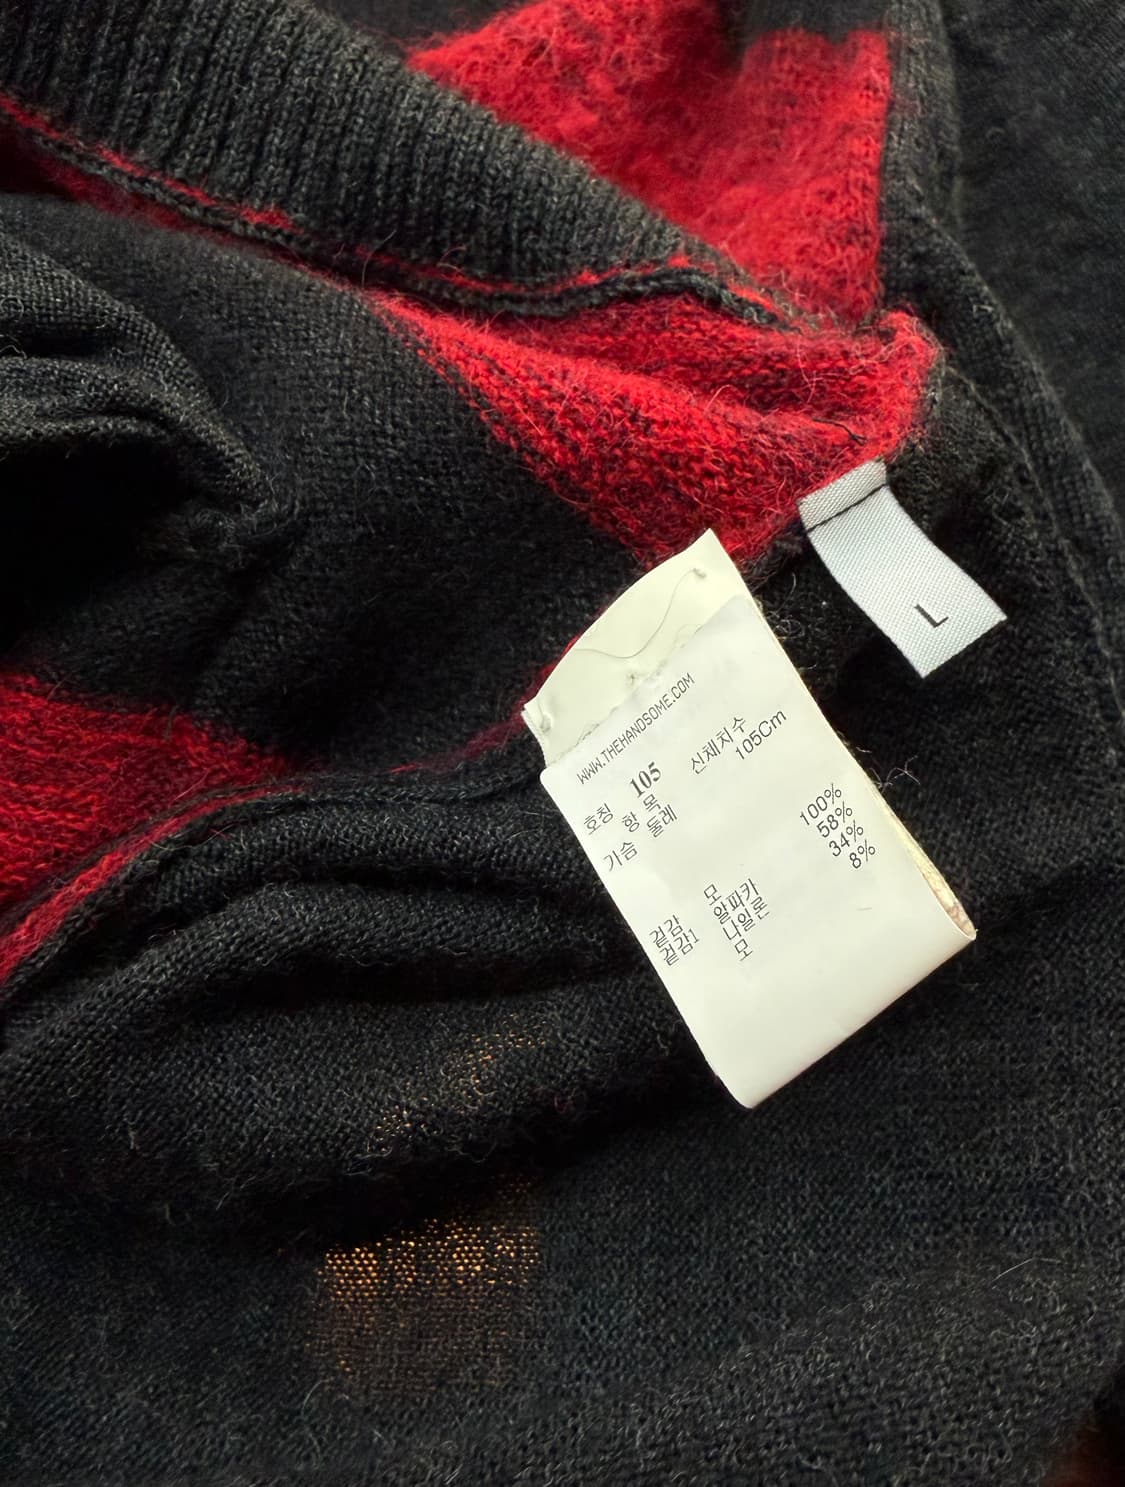 L
WWW.THEHANDSOME.COM
호칭 105 신체치수
항 목 105Cm
기슴 둘레
겉감 모 100%
겉감1 알파카 58%
나일론 34%
모 8%